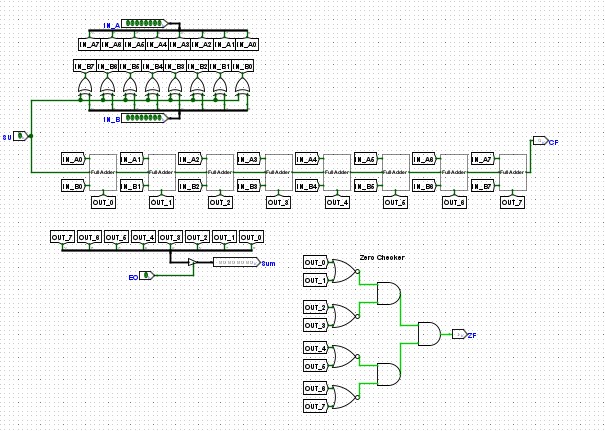 IN_A
IN_A7 IN_A6 IN_A5 IN_A4 IN_A3 IN_A2 IN_A1 IN_A0
IN_B7 IN_B6 IN_B5 IN_B4 IN_B3 IN_B2 IN_B1 IN_B0
IN_B
SU
CF
IN_A0 IN_A1 IN_A2 IN_A3 IN_A4 IN_A5 IN_A6 IN_A7
Full Adder Full Adder Full Adder Full Adder Full Adder Full Adder Full Adder Full Adder
IN_B0 IN_B1 IN_B2 IN_B3 IN_B4 IN_B5 IN_B6 IN_B7
OUT_0 OUT_1 OUT_2 OUT_3 OUT_4 OUT_5 OUT_6 OUT_7
OUT_7 OUT_6 OUT_5 OUT_4 OUT_3 OUT_2 OUT_1 OUT_0
Sum
EO
Zero Checker
OUT_0
OUT_1
OUT_2
OUT_3
ZF
OUT_4
OUT_5
OUT_6
OUT_7